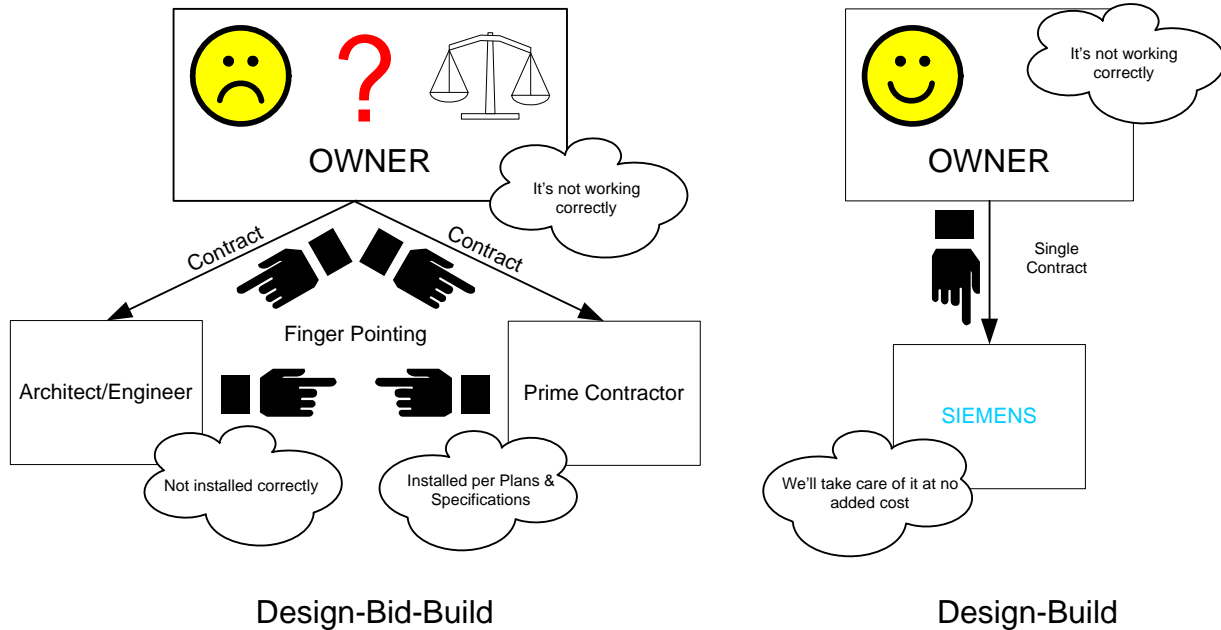 ?
OWNER
It's not working
correctly
Contract
Contract
Finger Pointing
Architect/Engineer
Prime Contractor
Not installed correctly
Installed per Plans &
Specifications
Design-Bid-Build
It's not working
correctly
OWNER
Single
Contract
SIEMENS
We'll take care of it at no
added cost
Design-Build